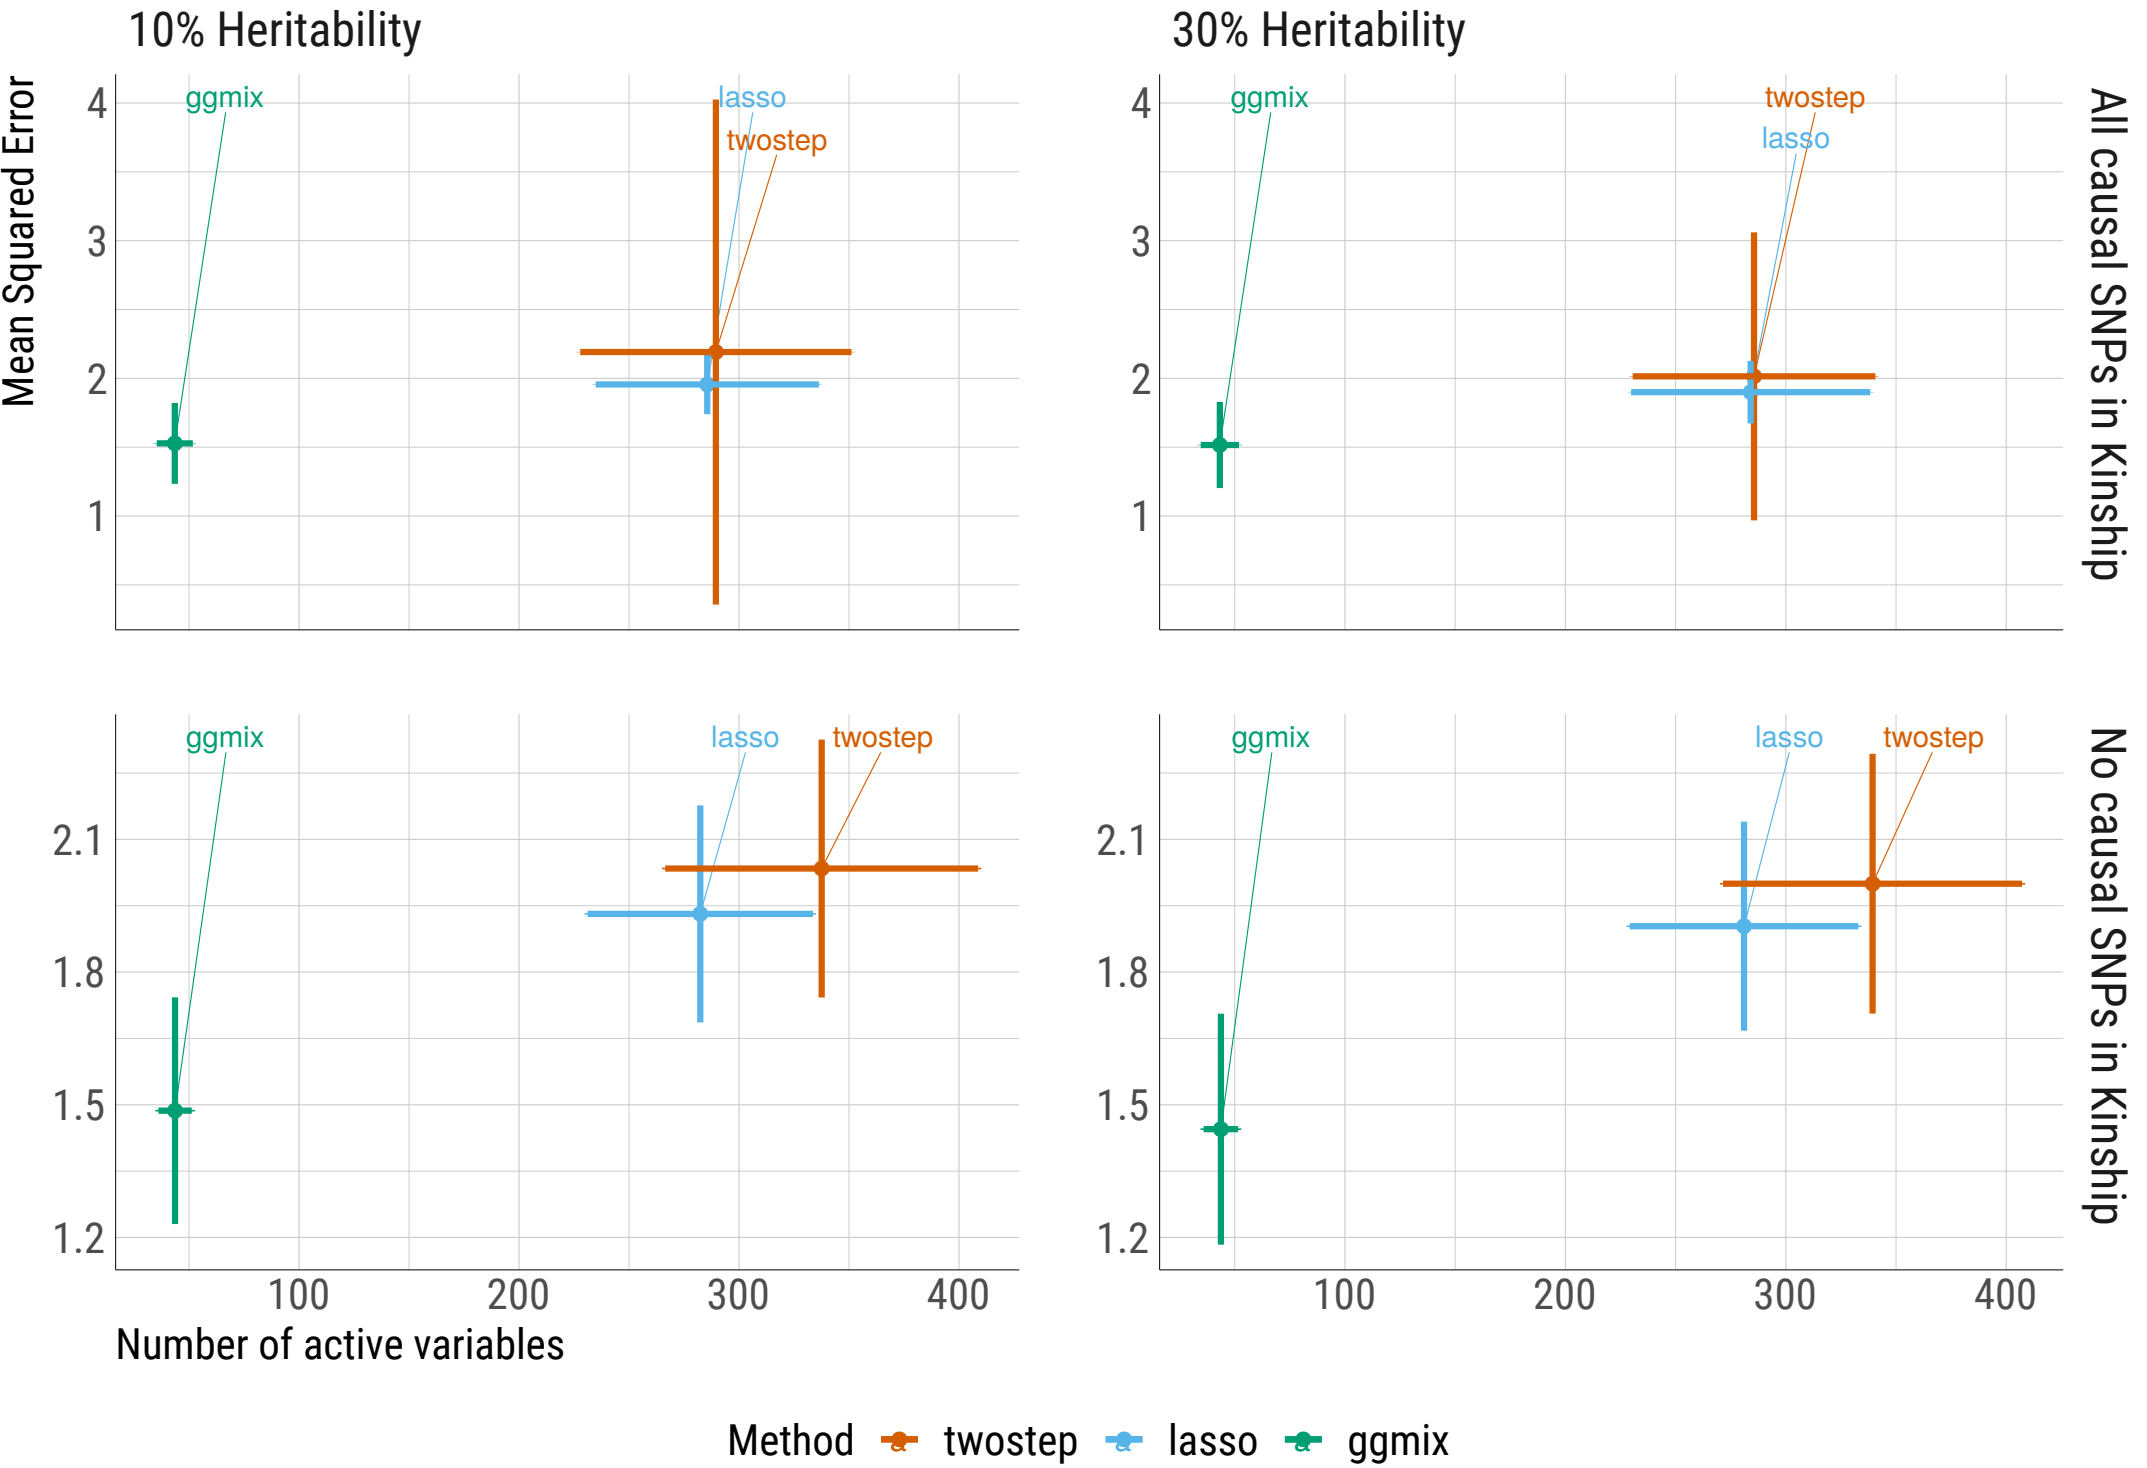 10% Heritability
30% Heritability
Mean Squared Error
4
3
2
1
ggmix
lasso
twostep
4
3
2
1
ggmix
twostep
lasso
All causal SNPs in Kinship
2.1
1.8
1.5
1.2
ggmix
lasso
twostep
2.1
1.8
1.5
1.2
ggmix
lasso
twostep
No causal SNPs in Kinship
100 200 300 400
100 200 300 400
Number of active variables
Method a twostep a lasso a ggmix